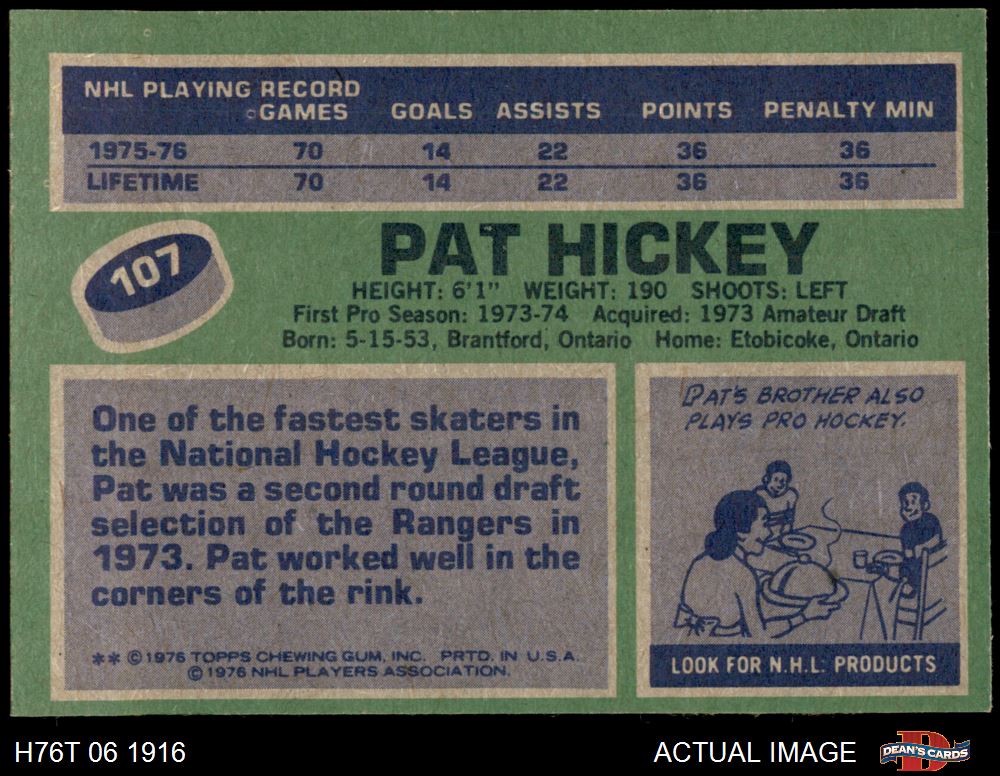 NHL PLAYING RECORD
GAMES GOALS ASSISTS POINTS PENALTY MIN
1975-76 70 14 22 36 36
LIFETIME 70 14 22 36 36
107
PAT HICKEY
HEIGHT: 6'1" WEIGHT: 190 SHOOTS: LEFT
First Pro Season: 1973-74 Acquired: 1973 Amateur Draft
Born: 5-15-53, Brantford, Ontario Home: Etobicoke, Ontario
One of the fastest skaters in
the National Hockey League,
Pat was a second round draft
selection of the Rangers in
1973. Pat worked well in the
corners of the rink.
** ©1976 TOPPS CHEWING GUM, INC. PRTD. IN U.S.A.
©1976 NHL PLAYERS ASSOCIATION.
PAT'S BROTHER ALSO
PLAYS PRO HOCKEY.
LOOK FOR N.H.L. PRODUCTS
H76T 06 1916 ACTUAL IMAGE D DEAN'S CARDS